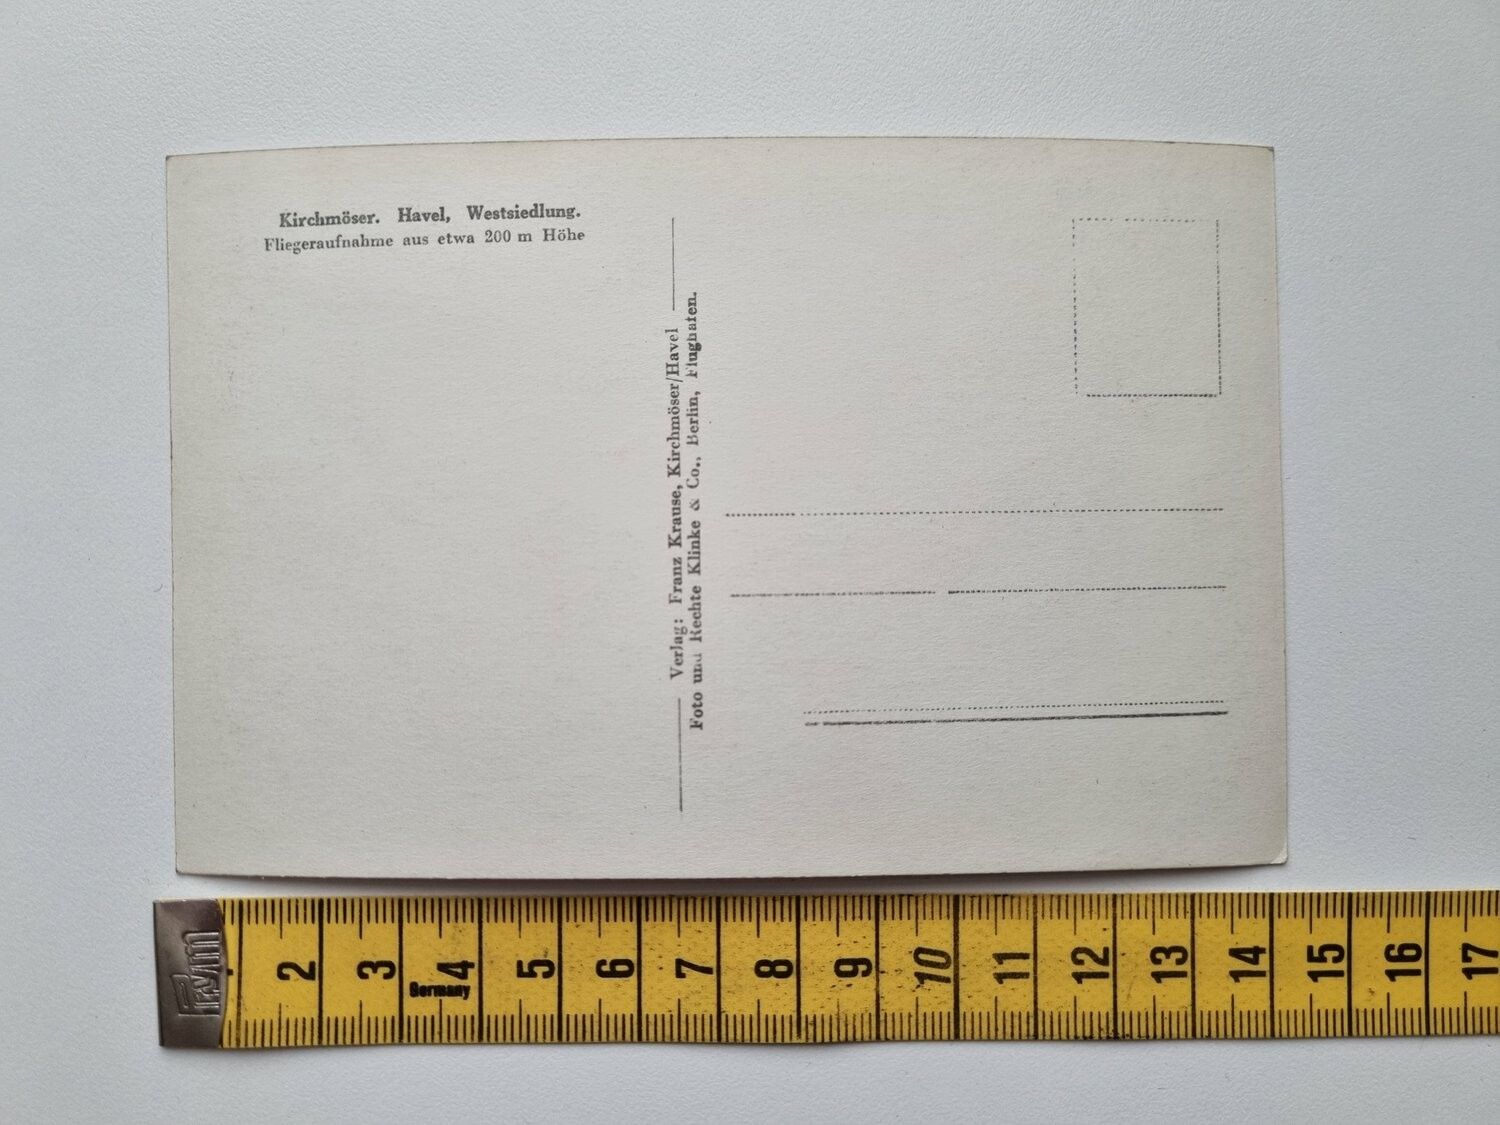 Kirchmöser. Havel, Westsiedlung.
Fliegeraufnahme aus etwa 200 m Höhe
Verlag: Franz Krause, Kirchmöser/Havel
Foto und Rechte Klinke & Co., Berlin, Flughafen.
Prym
2 3 4 5 6 7 8 9 10 11 12 13 14 15 16 17
Germany